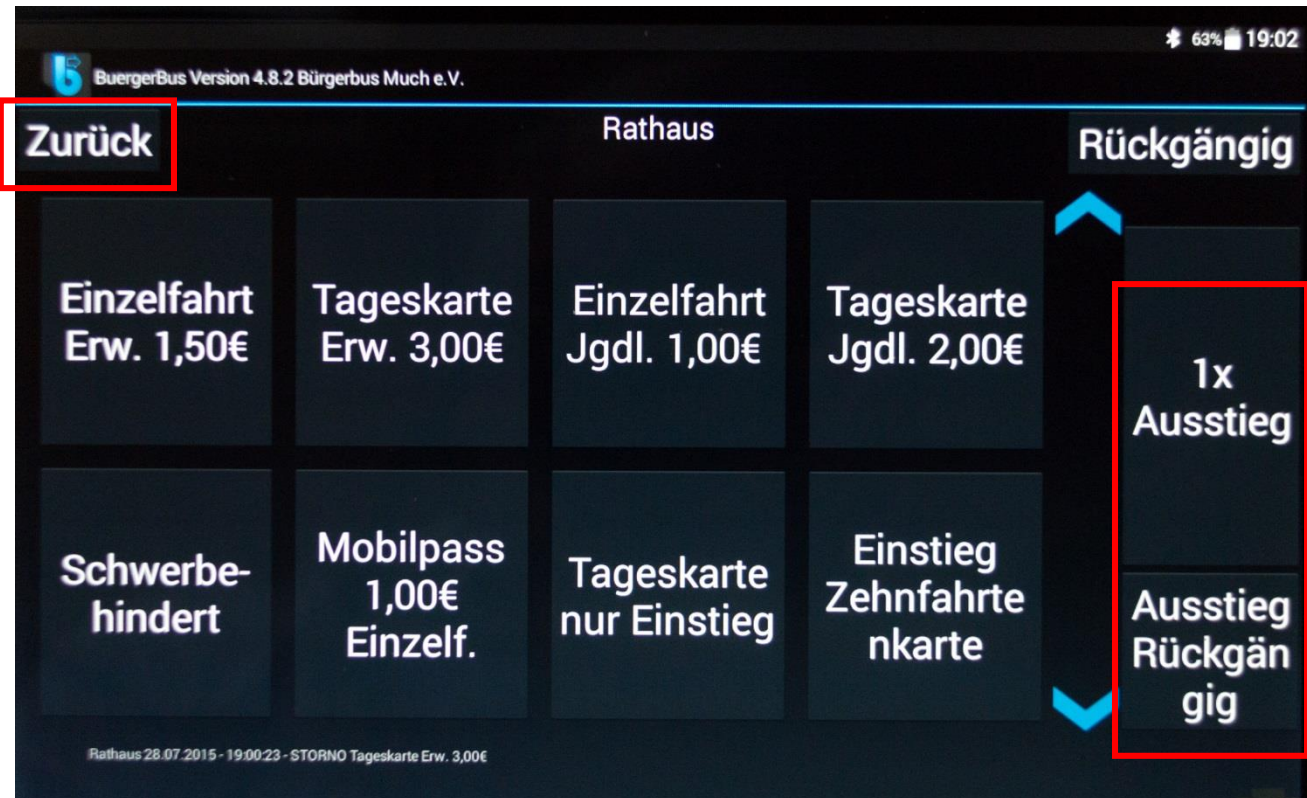 63% 19:02
BuergerBus Version 4.8.2 Bürgerbus Much e.V.
Zurück
Rathaus
Rückgängig
Einzelfahrt
Erw. 1,50€
Tageskarte
Erw. 3,00€
Einzelfahrt
Jgdl. 1,00€
Tageskarte
Jgdl. 2,00€
1x
Ausstieg
Schwerbe-
hindert
Mobilpass
1,00€
Einzelf.
Tageskarte
nur Einstieg
Einstieg
Zehnfahrte
nkarte
Ausstieg
Rückgän
gig
Rathaus 28.07.2015 - 19:00:23 - STORNO Tageskarte Erw. 3,00€